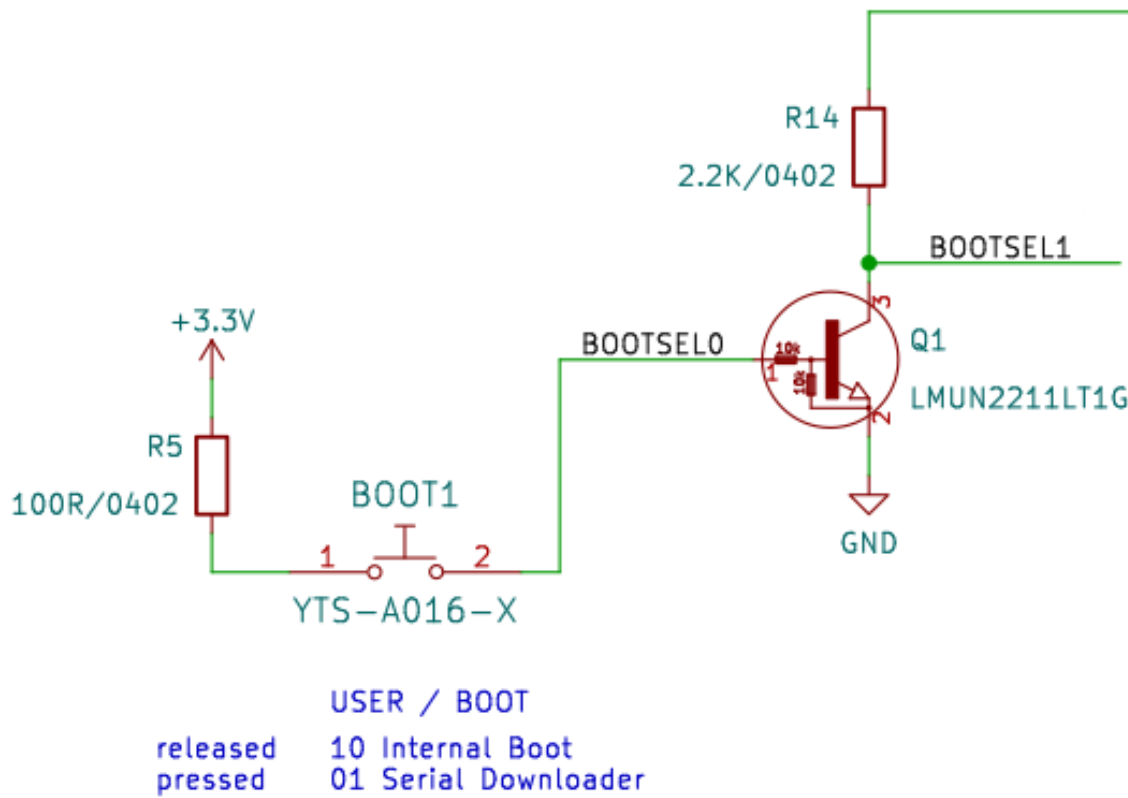 R14
2.2K/0402
BOOTSEL1
3
+3.3V
BOOTSEL0
10k
1
10k
Q1
LMUN2211LT1G
2
R5
100R/0402
BOOT1
GND
1
2
YTS-A016-X
USER / BOOT
released 10 Internal Boot
pressed 01 Serial Downloader